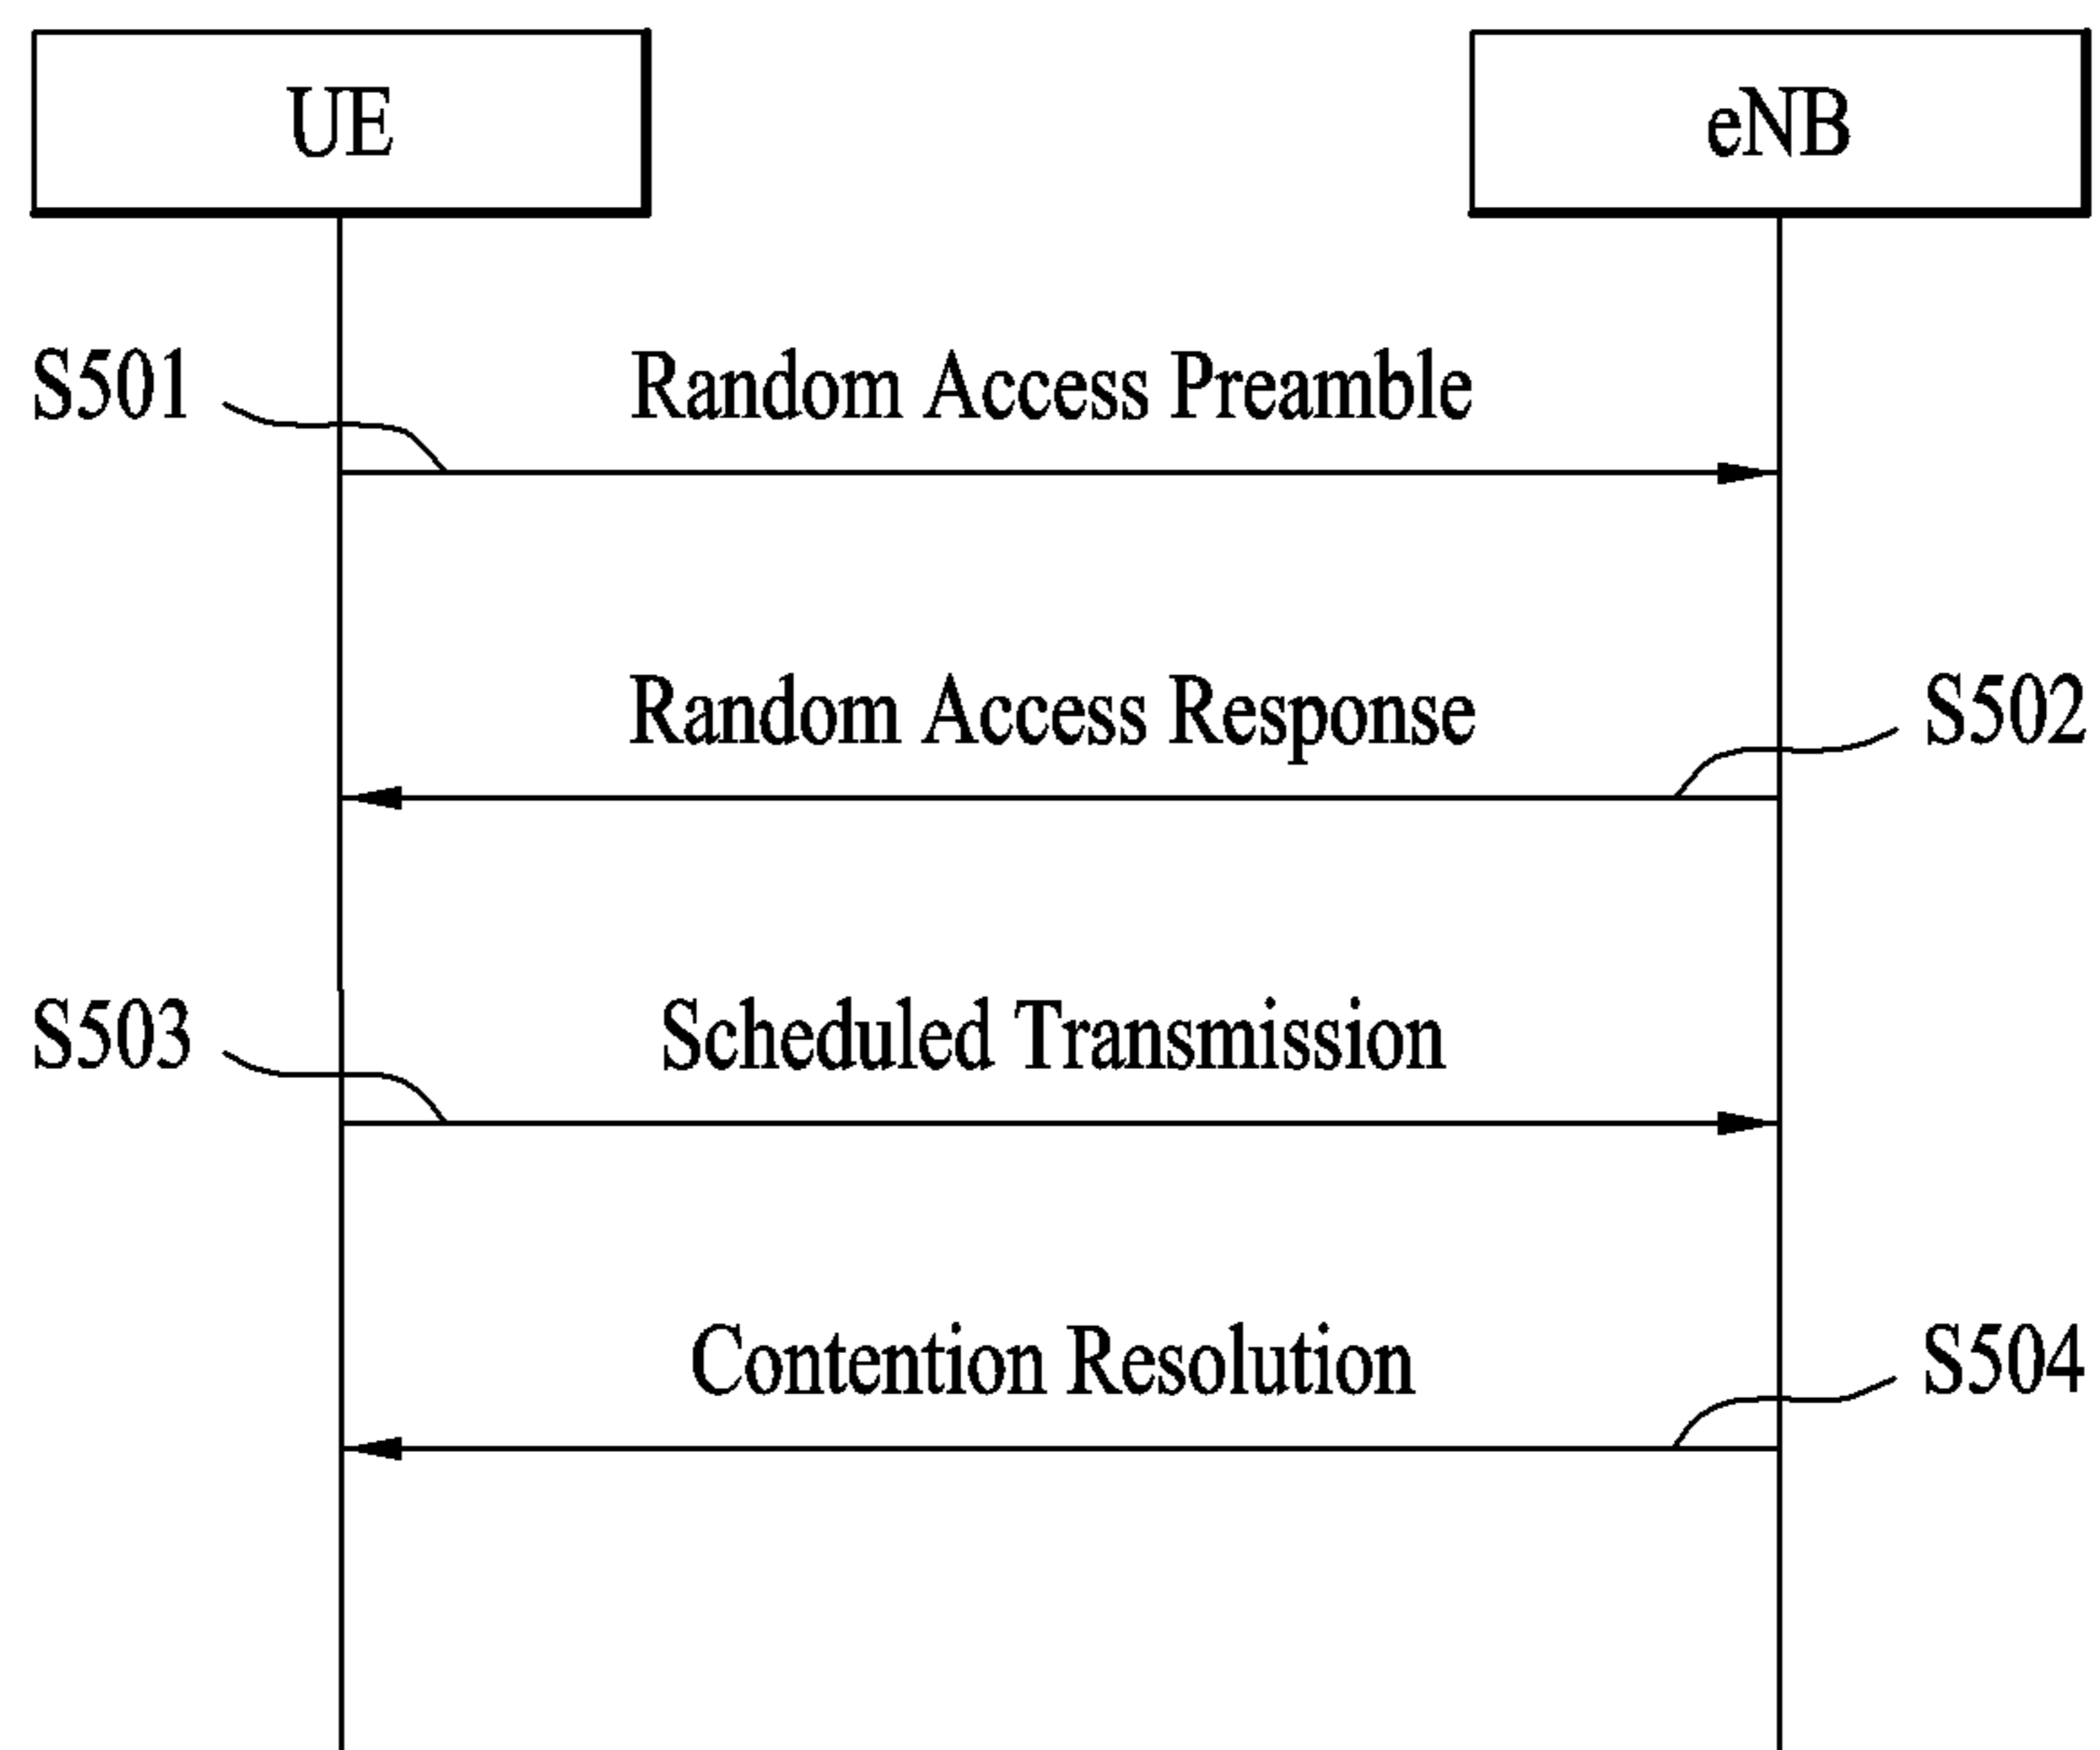 UE
eNB
S501
Random Access Preamble
Random Access Response
S502
S503
Scheduled Transmission
Contention Resolution
S504